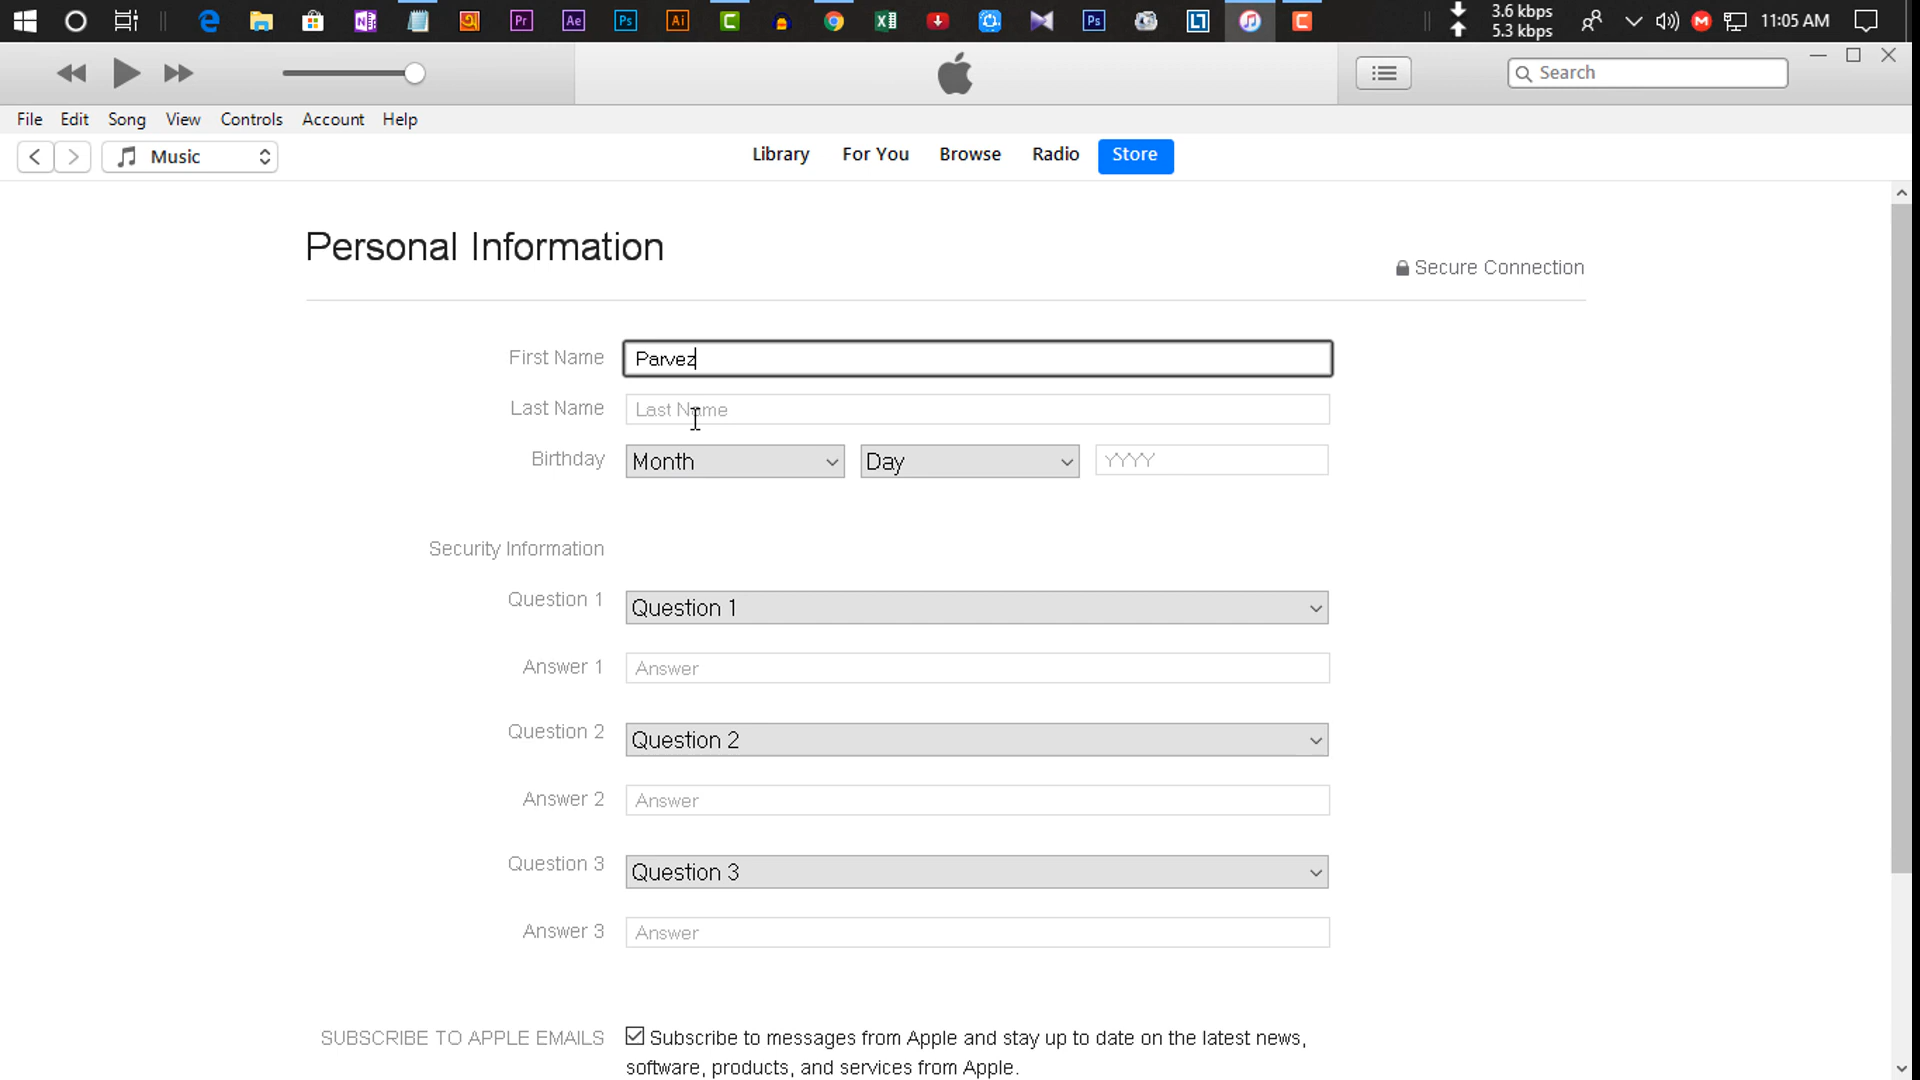 3.6 kbps
5.3 kbps
11:05 AM
Search
File Edit Song View Controls Account Help
Music
Library For You Browse Radio Store
Personal Information
Secure Connection
First Name Parvez
Last Name Last Name
Birthday Month Day YYYY
Security Information
Question 1 Question 1
Answer 1 Answer
Question 2 Question 2
Answer 2 Answer
Question 3 Question 3
Answer 3 Answer
SUBSCRIBE TO APPLE EMAILS Subscribe to messages from Apple and stay up to date on the latest news,
software, products, and services from Apple.